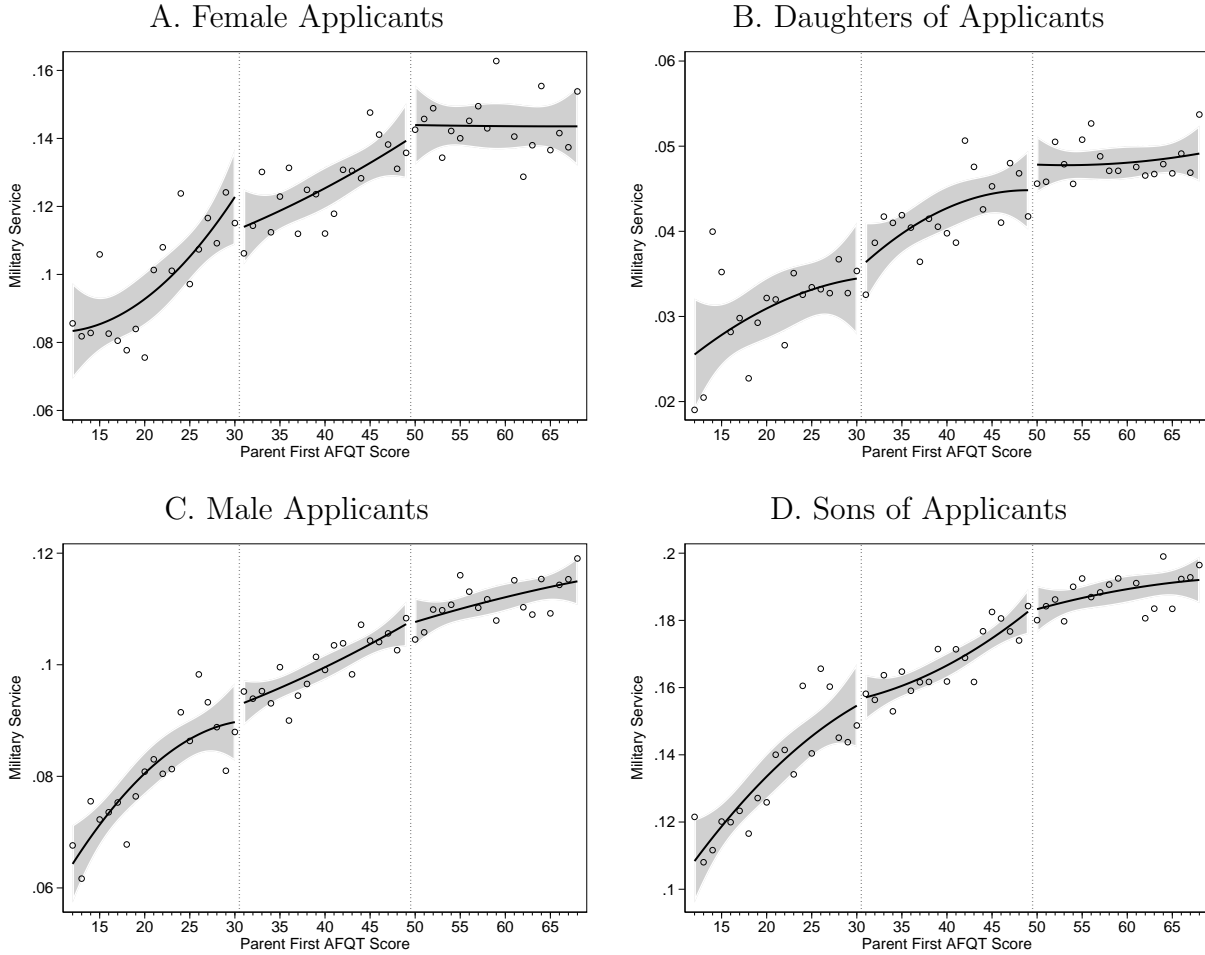 A. Female Applicants
.16
.14
.12
.1
.08
.06
Military Service
15 20 25 30 35 40 45 50 55 60 65
Parent First AFQT Score
B. Daughters of Applicants
.06
.05
.04
.03
.02
Military Service
15 20 25 30 35 40 45 50 55 60 65
Parent First AFQT Score
C. Male Applicants
.12
.1
.08
.06
Military Service
15 20 25 30 35 40 45 50 55 60 65
Parent First AFQT Score
D. Sons of Applicants
.2
.18
.16
.14
.12
.1
Military Service
15 20 25 30 35 40 45 50 55 60 65
Parent First AFQT Score